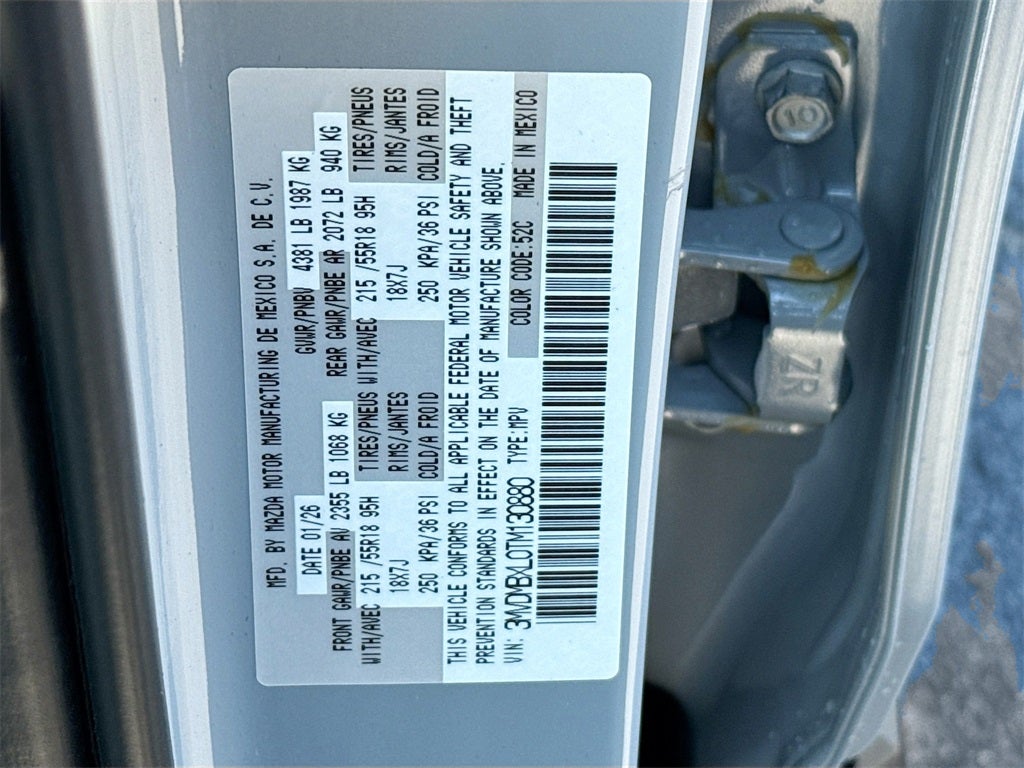 MFD. BY MAZDA MOTOR MANUFACTURING DE MEXICO S.A. DE C.V.
DATE 01/26 GVWR/PNBV 4381 LB 1987 KG
FRONT GAWR/PNBE AV 2355 LB 1068 KG REAR GAWR/PNBE AR 2072 LB 940 KG
WITH/AVEC 215 /55R18 95H TIRES/PNEUS WITH/AVEC 215 /55R18 95H TIRES/PNEUS
18X7J RIMS/JANTES 18X7J RIMS/JANTES
250 KPA/36 PSI COLD/A FROID 250 KPA/36 PSI COLD/A FROID
THIS VEHICLE CONFORMS TO ALL APPLICABLE FEDERAL MOTOR VEHICLE SAFETY AND THEFT
PREVENTION STANDARDS IN EFFECT ON THE DATE OF MANUFACTURE SHOWN ABOVE.
VIN: 3MVDMBXL0TM130880 TYPE:MPV COLOR CODE:52C MADE IN MEXICO
10
ZR